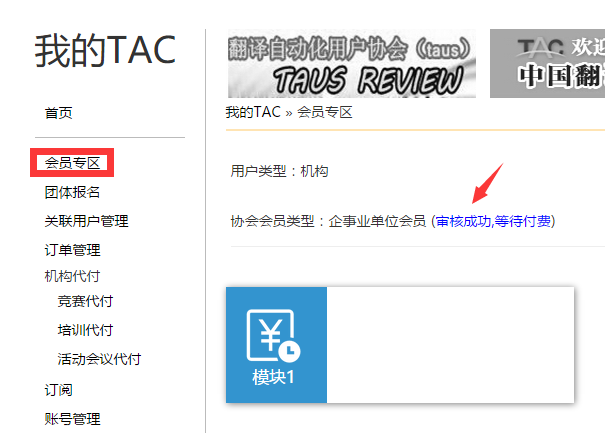 我的TAC
翻译自动化用户协会（taus）
TAUS REVIEW
TAC 欢迎
中国翻
首页
我的TAC » 会员专区
会员专区
用户类型：机构
团体报名
关联用户管理
协会会员类型：企事业单位会员 (审核成功,等待付费)
订单管理
机构代付
竞赛代付
培训代付
活动会议代付
订阅
账号管理
模块1